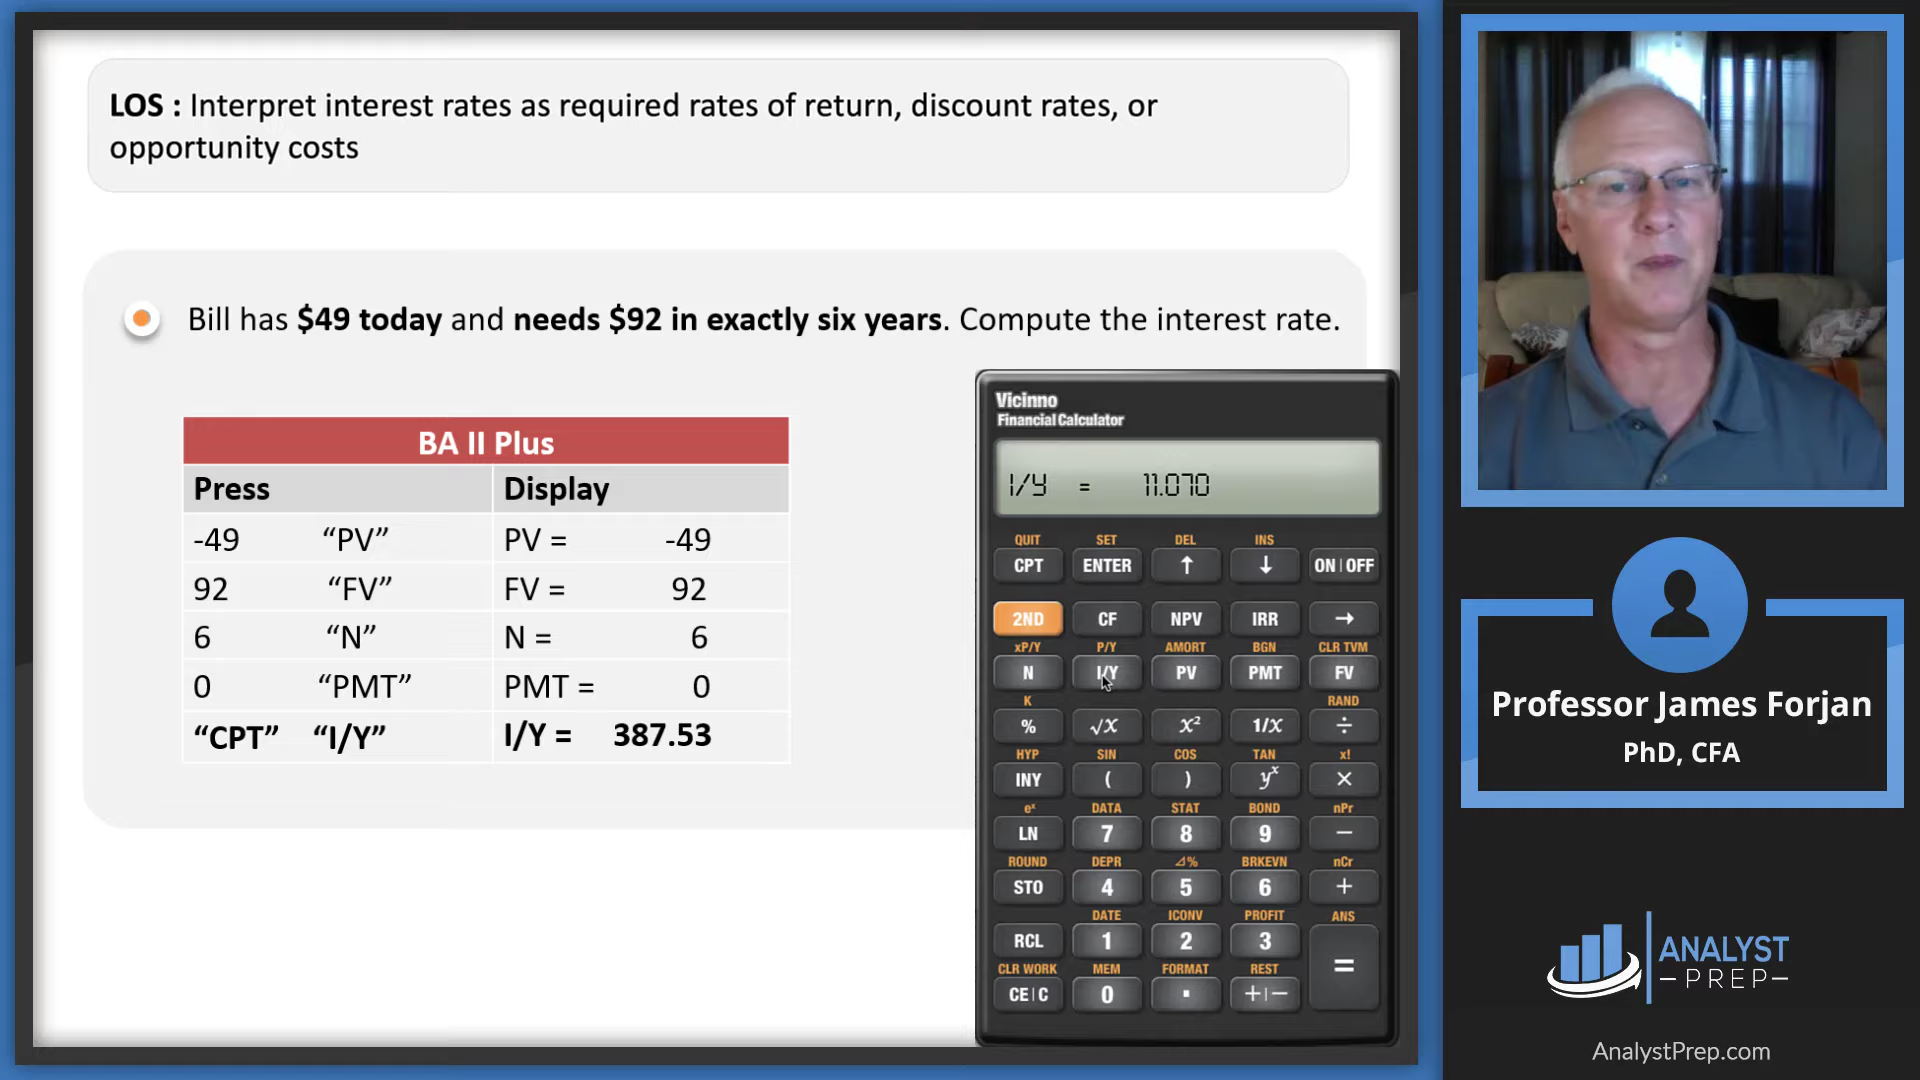 LOS : Interpret interest rates as required rates of return, discount rates, or
opportunity costs
Bill has $49 today and needs $92 in exactly six years. Compute the interest rate.
BA II Plus
Press Display
-49 “PV” PV = -49
92 “FV” FV = 92
6 “N” N = 6
0 “PMT” PMT = 0
“CPT” “I/Y” I/Y = 387.53
Vicinno
Financial Calculator
I/Y = 11.070
QUIT SET DEL INS
CPT ENTER ↑ ↓ ON|OFF
2ND CF NPV IRR →
xP/Y P/Y AMORT BGN CLR TVM
N I/Y PV PMT FV
K RAND
% √x x² 1/x ÷
HYP SIN COS TAN x!
INY ( ) yˣ ×
eˣ DATA STAT BOND nPr
LN 7 8 9 −
ROUND DEPR ⊿% BRKEVN nCr
STO 4 5 6 +
DATE ICONV PROFIT ANS
RCL 1 2 3 =
CLR WORK MEM FORMAT REST
CE|C 0 . +|−
Professor James Forjan
PhD, CFA
ANALYST
–PREP–
AnalystPrep.com